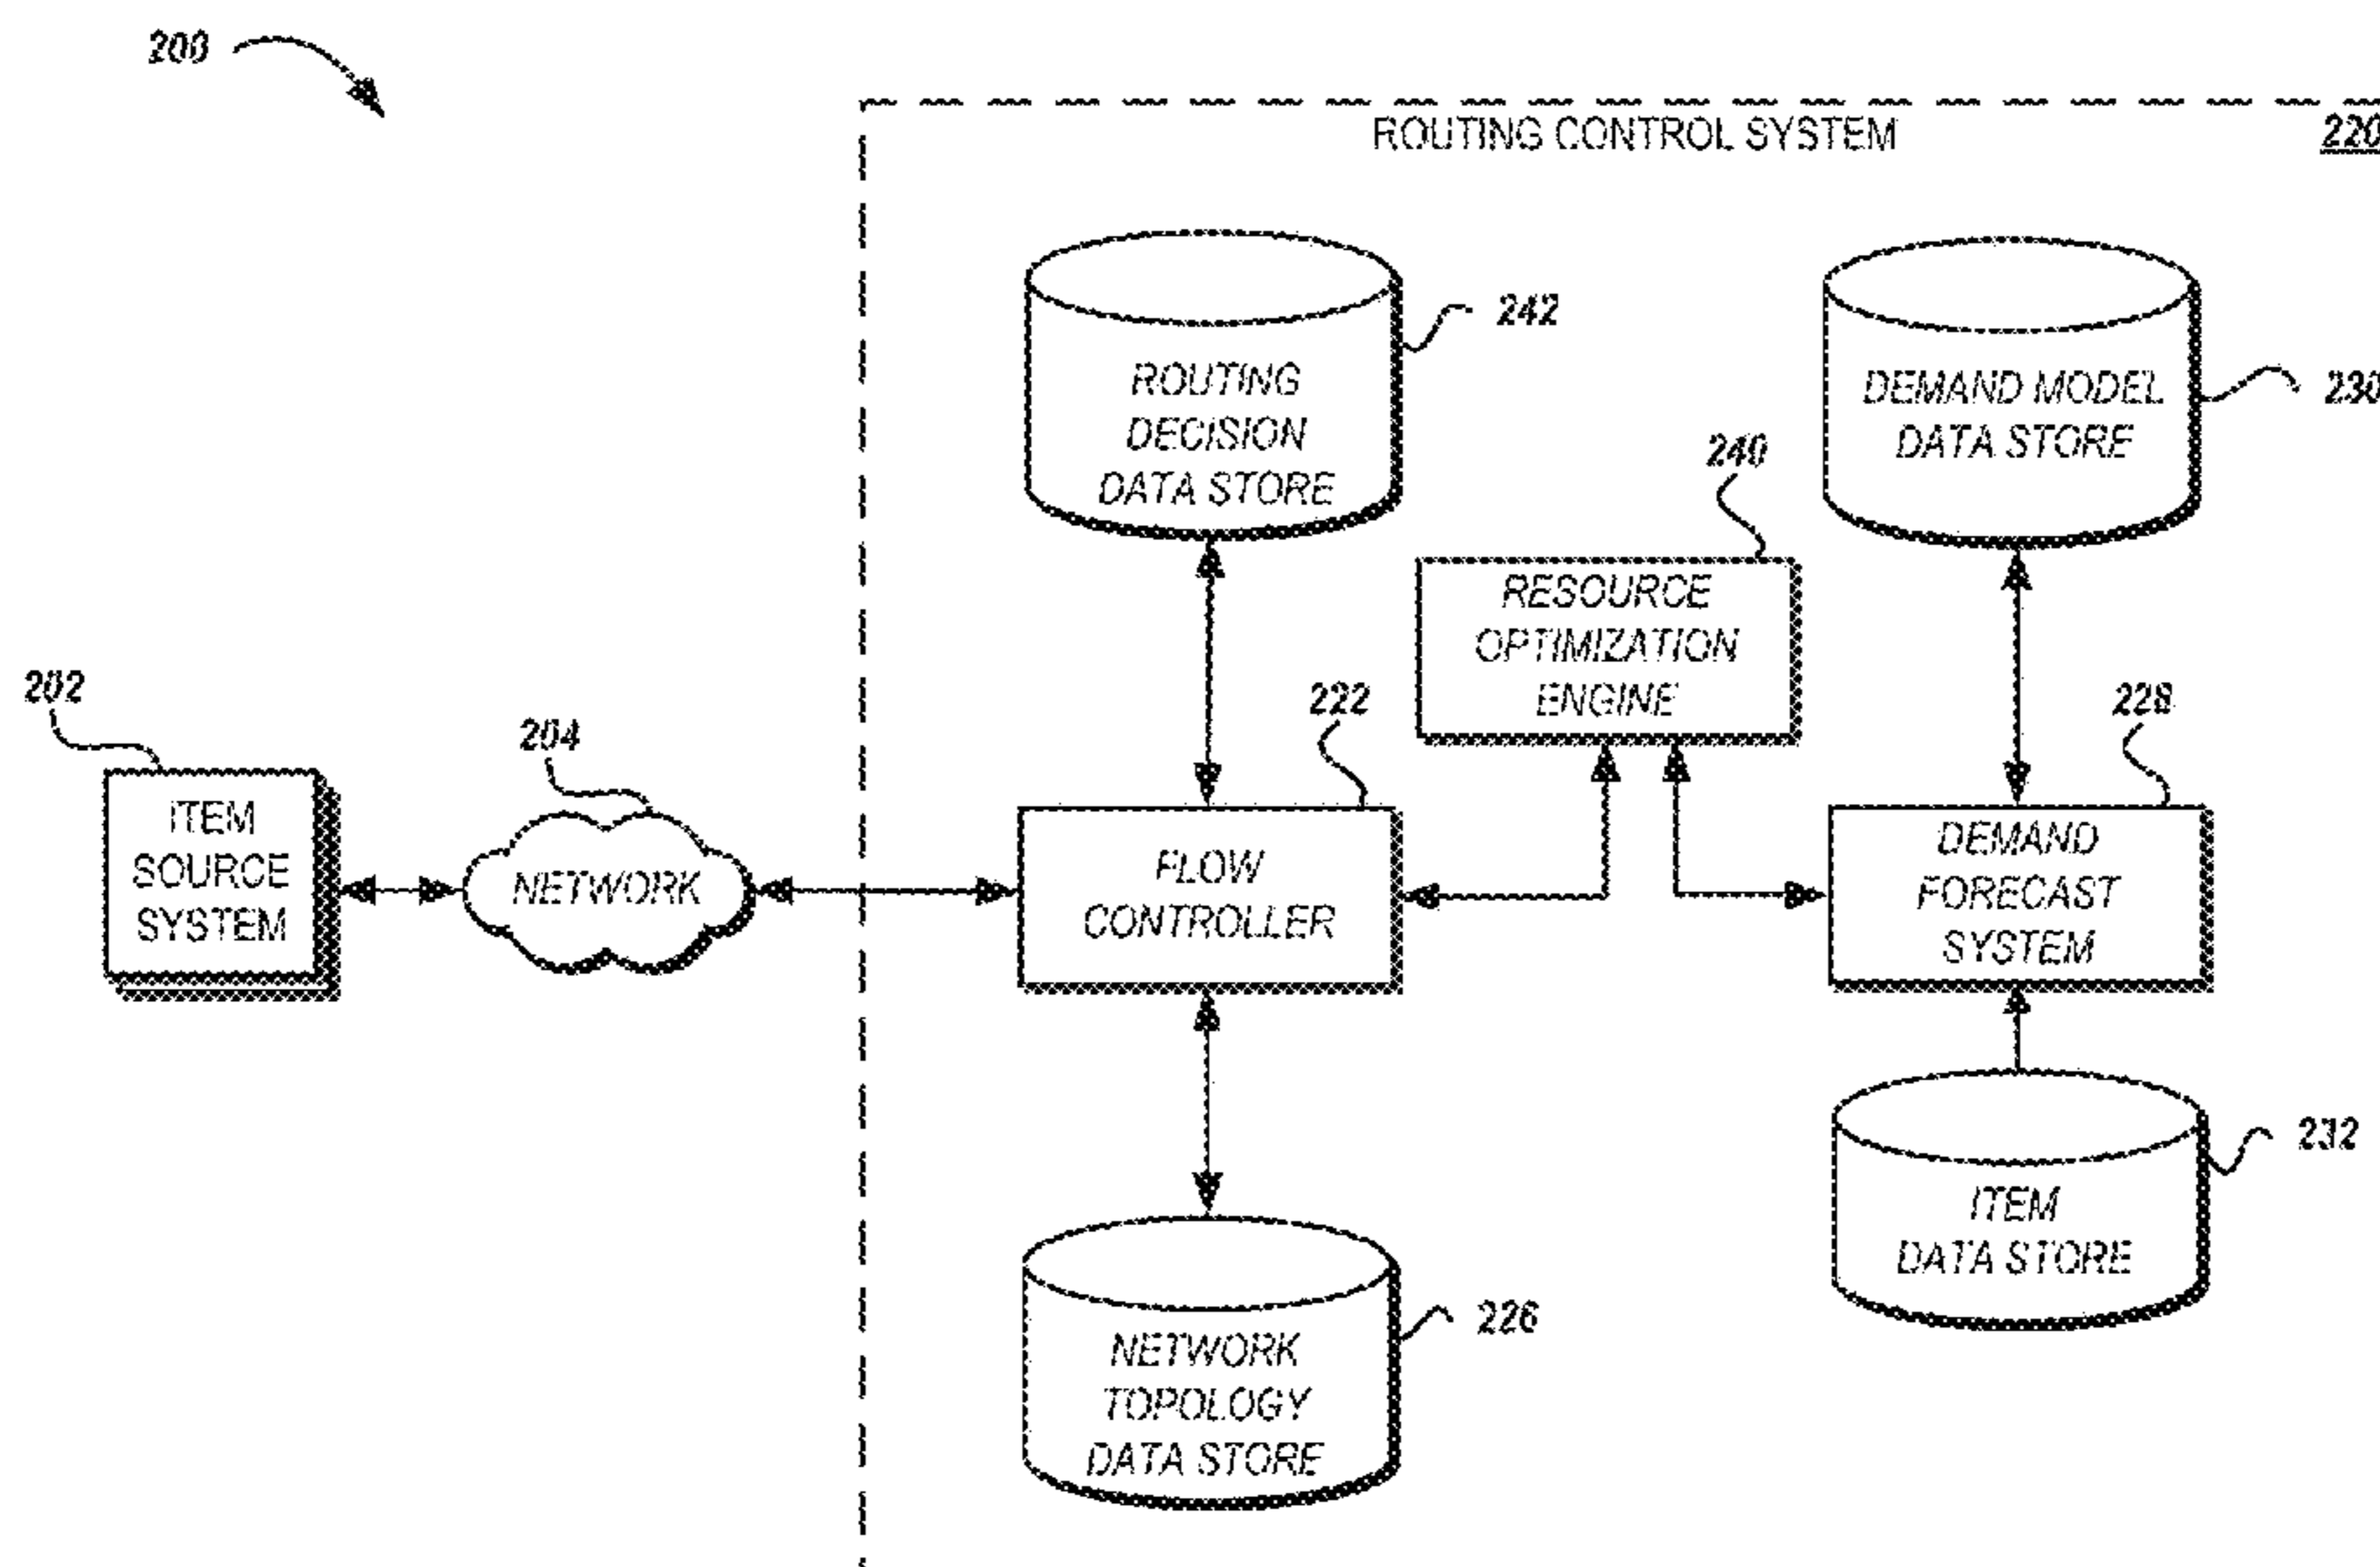 200
ROUTING CONTROL SYSTEM
220
242
ROUTING
DECISION
DATA STORE
230
DEMAND MODEL
DATA STORE
240
RESOURCE
OPTIMIZATION
ENGINE
202
ITEM
SOURCE
SYSTEM
204
NETWORK
222
FLOW
CONTROLLER
228
DEMAND
FORECAST
SYSTEM
232
ITEM
DATA STORE
226
NETWORK
TOPOLOGY
DATA STORE